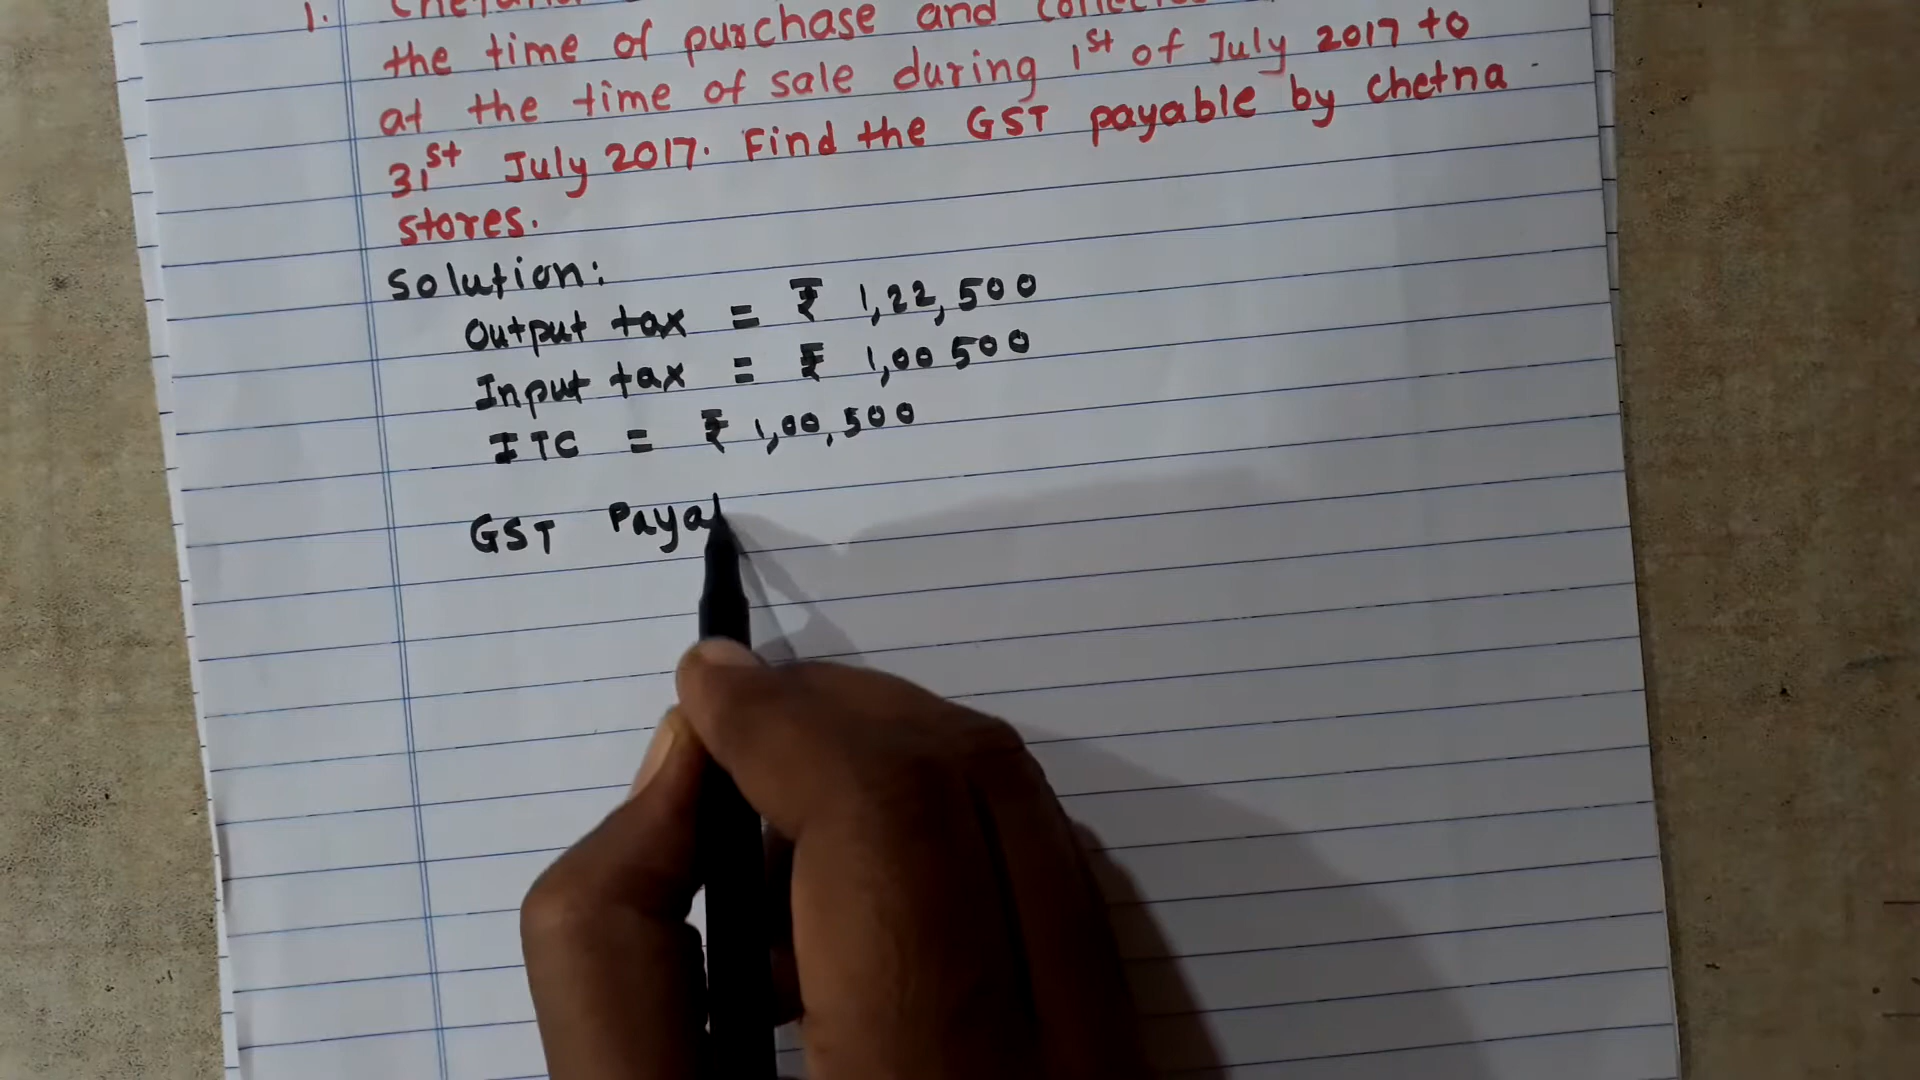 1.
the time of purchase and
at the time of sale during 1st of July 2017 to
31st July 2017. Find the GST payable by chetna
stores.
Solution:
Output tax = ₹ 1,22,500
Input tax = ₹ 1,00 500
ITC = ₹ 1,00,500
GST Paya